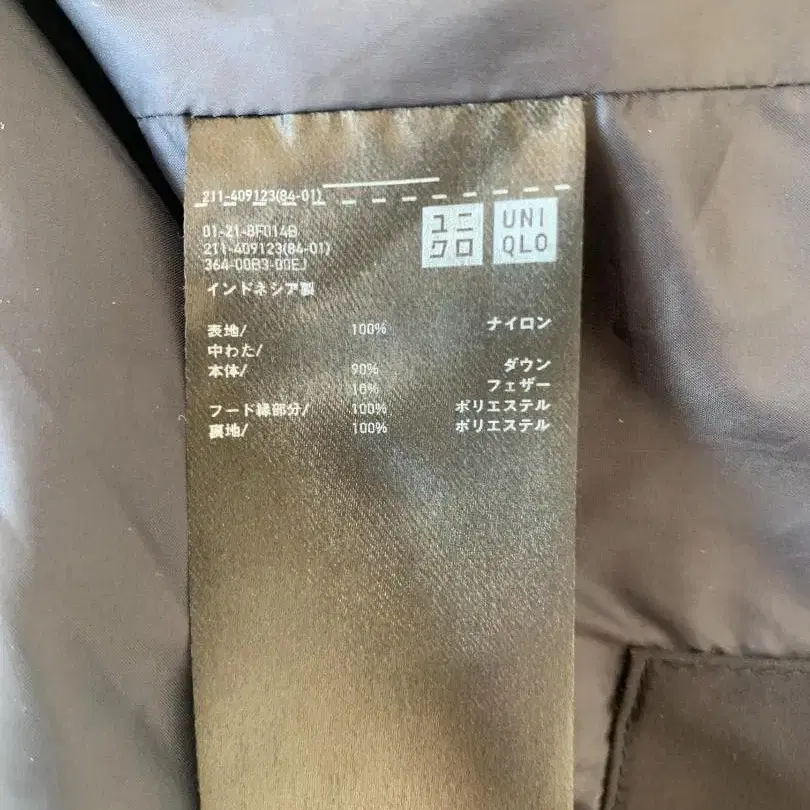 211-409123(84-01)
ユニクロ
UNIQLO
01-21-8F014B
211-409123(84-01)
364-00B3-00EJ
インドネシア製
表地/ 100% ナイロン
中わた/
本体/ 90% ダウン
10% フェザー
フード縁部分/ 100% ポリエステル
裏地/ 100% ポリエステル